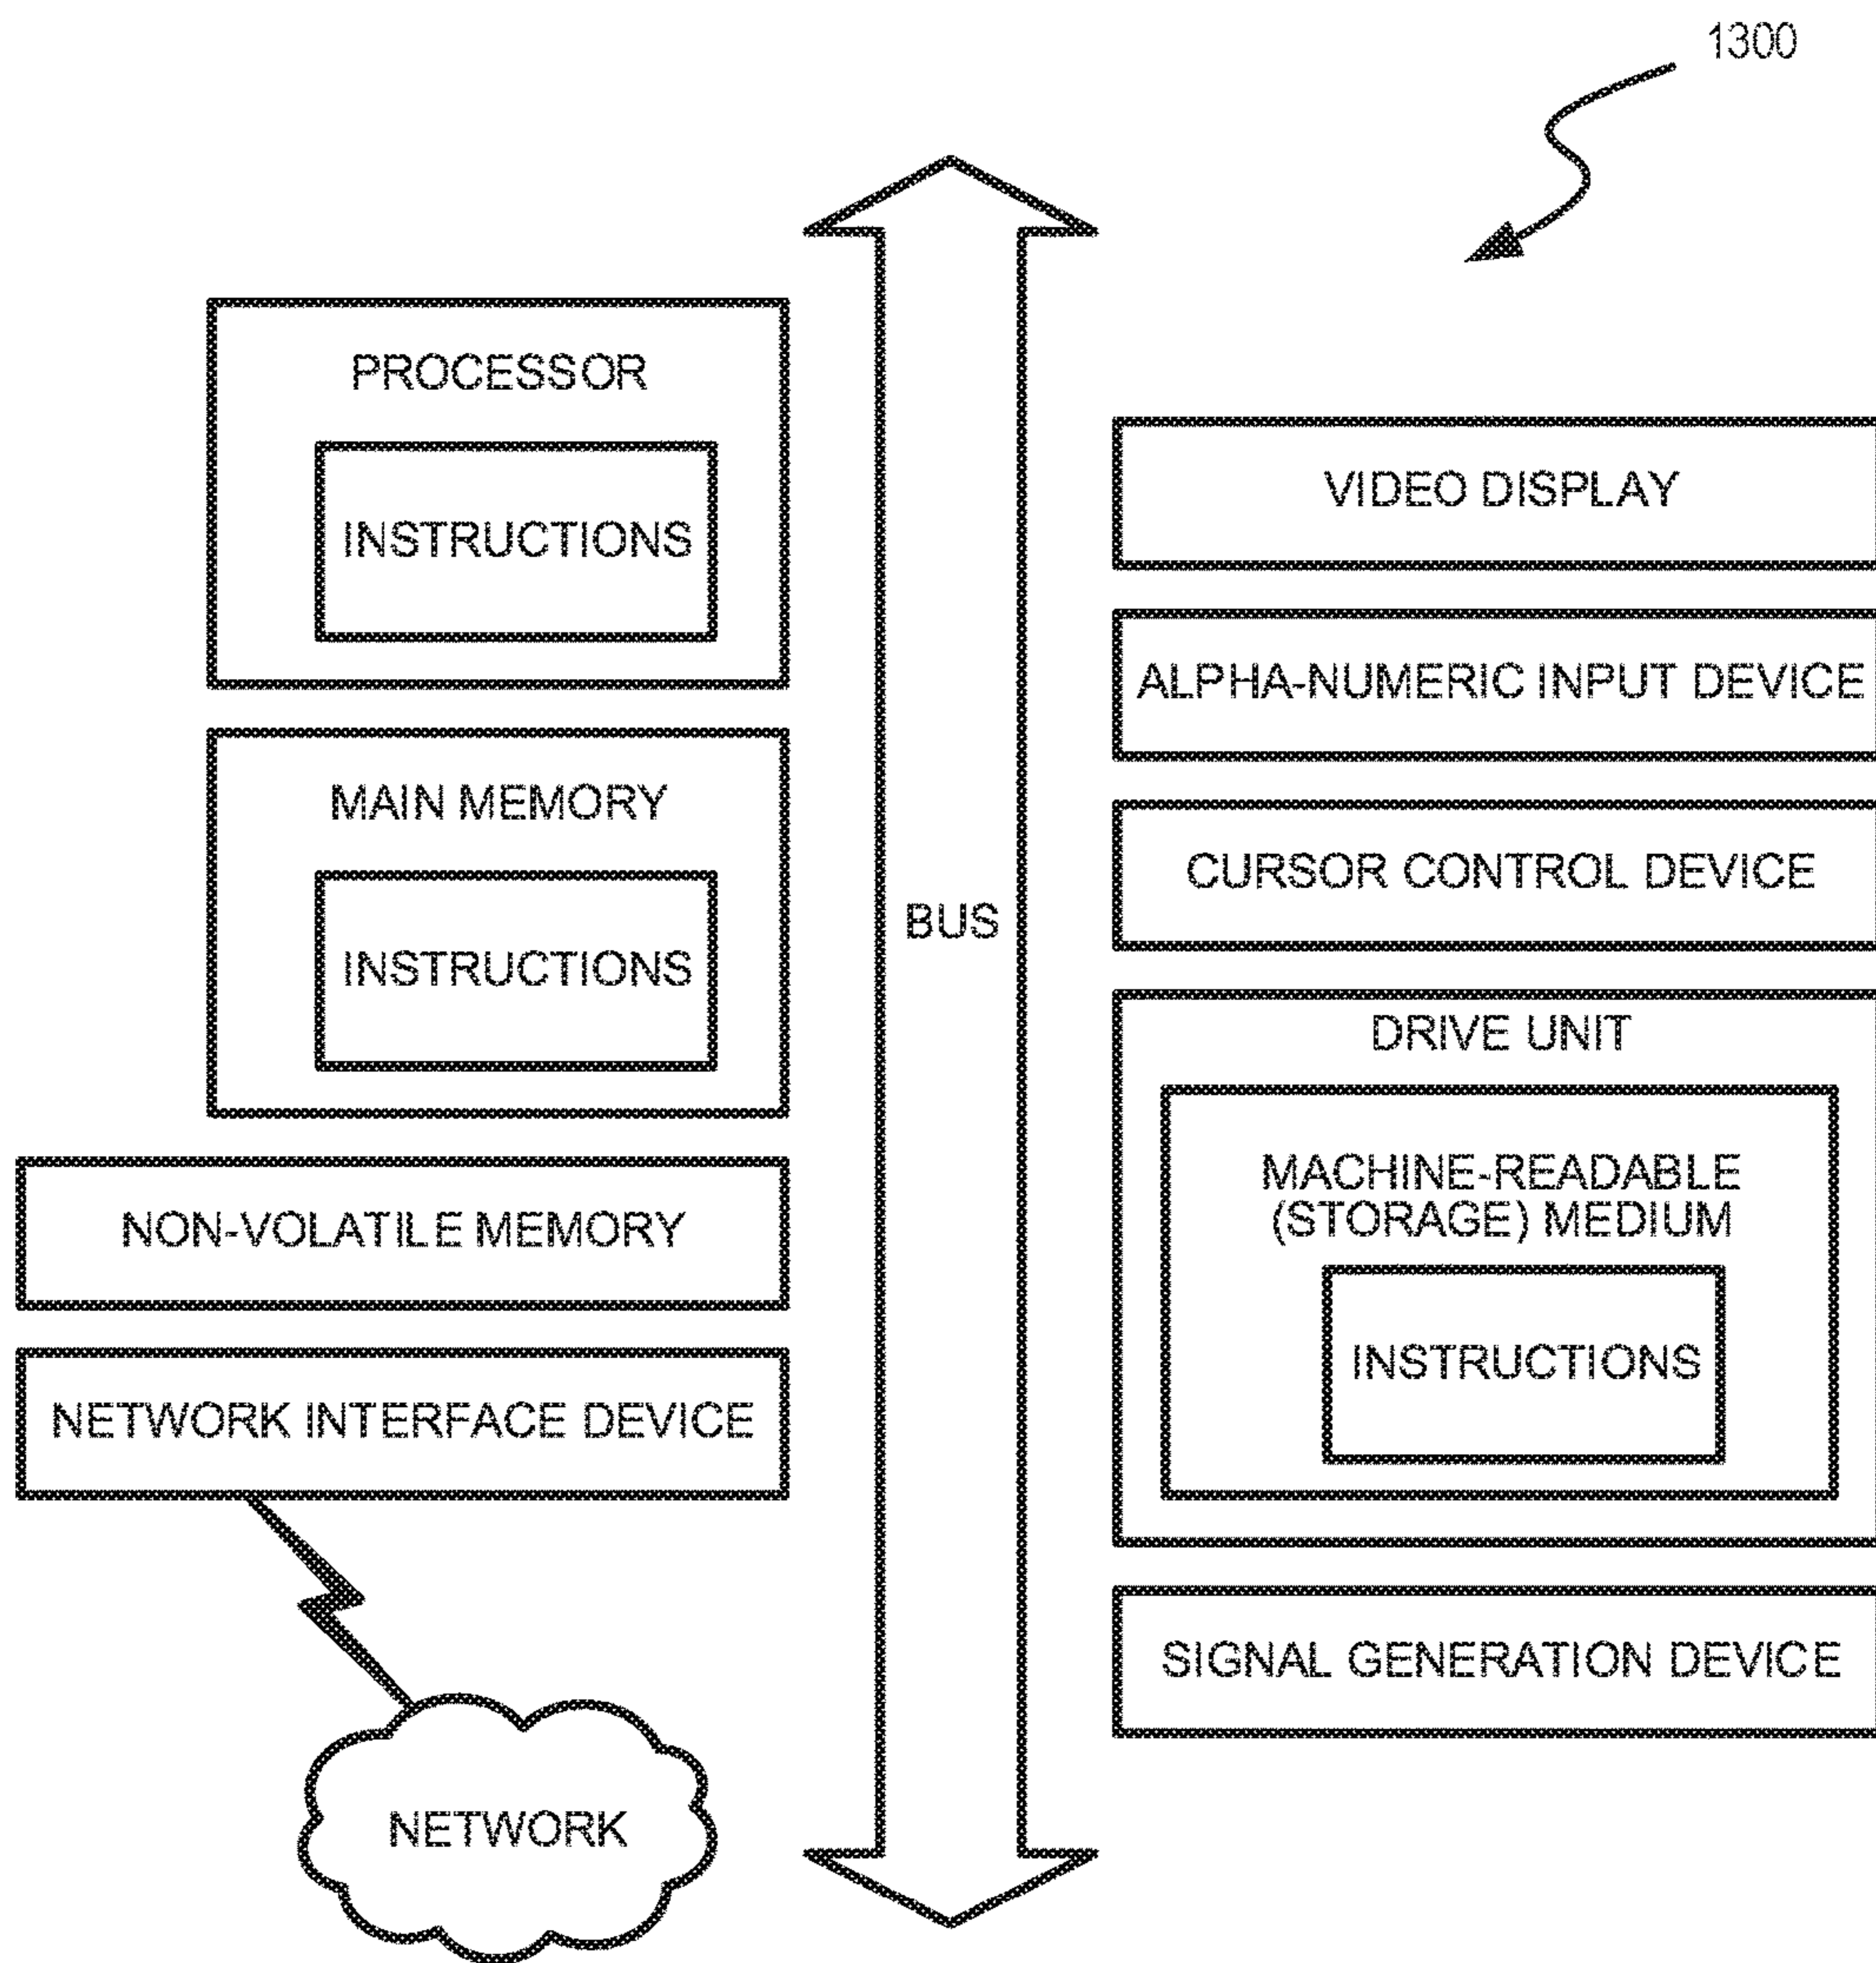 1300
PROCESSOR
INSTRUCTIONS
MAIN MEMORY
INSTRUCTIONS
NON-VOLATILE MEMORY
NETWORK INTERFACE DEVICE
NETWORK
BUS
VIDEO DISPLAY
ALPHA-NUMERIC INPUT DEVICE
CURSOR CONTROL DEVICE
DRIVE UNIT
MACHINE-READABLE
(STORAGE) MEDIUM
INSTRUCTIONS
SIGNAL GENERATION DEVICE